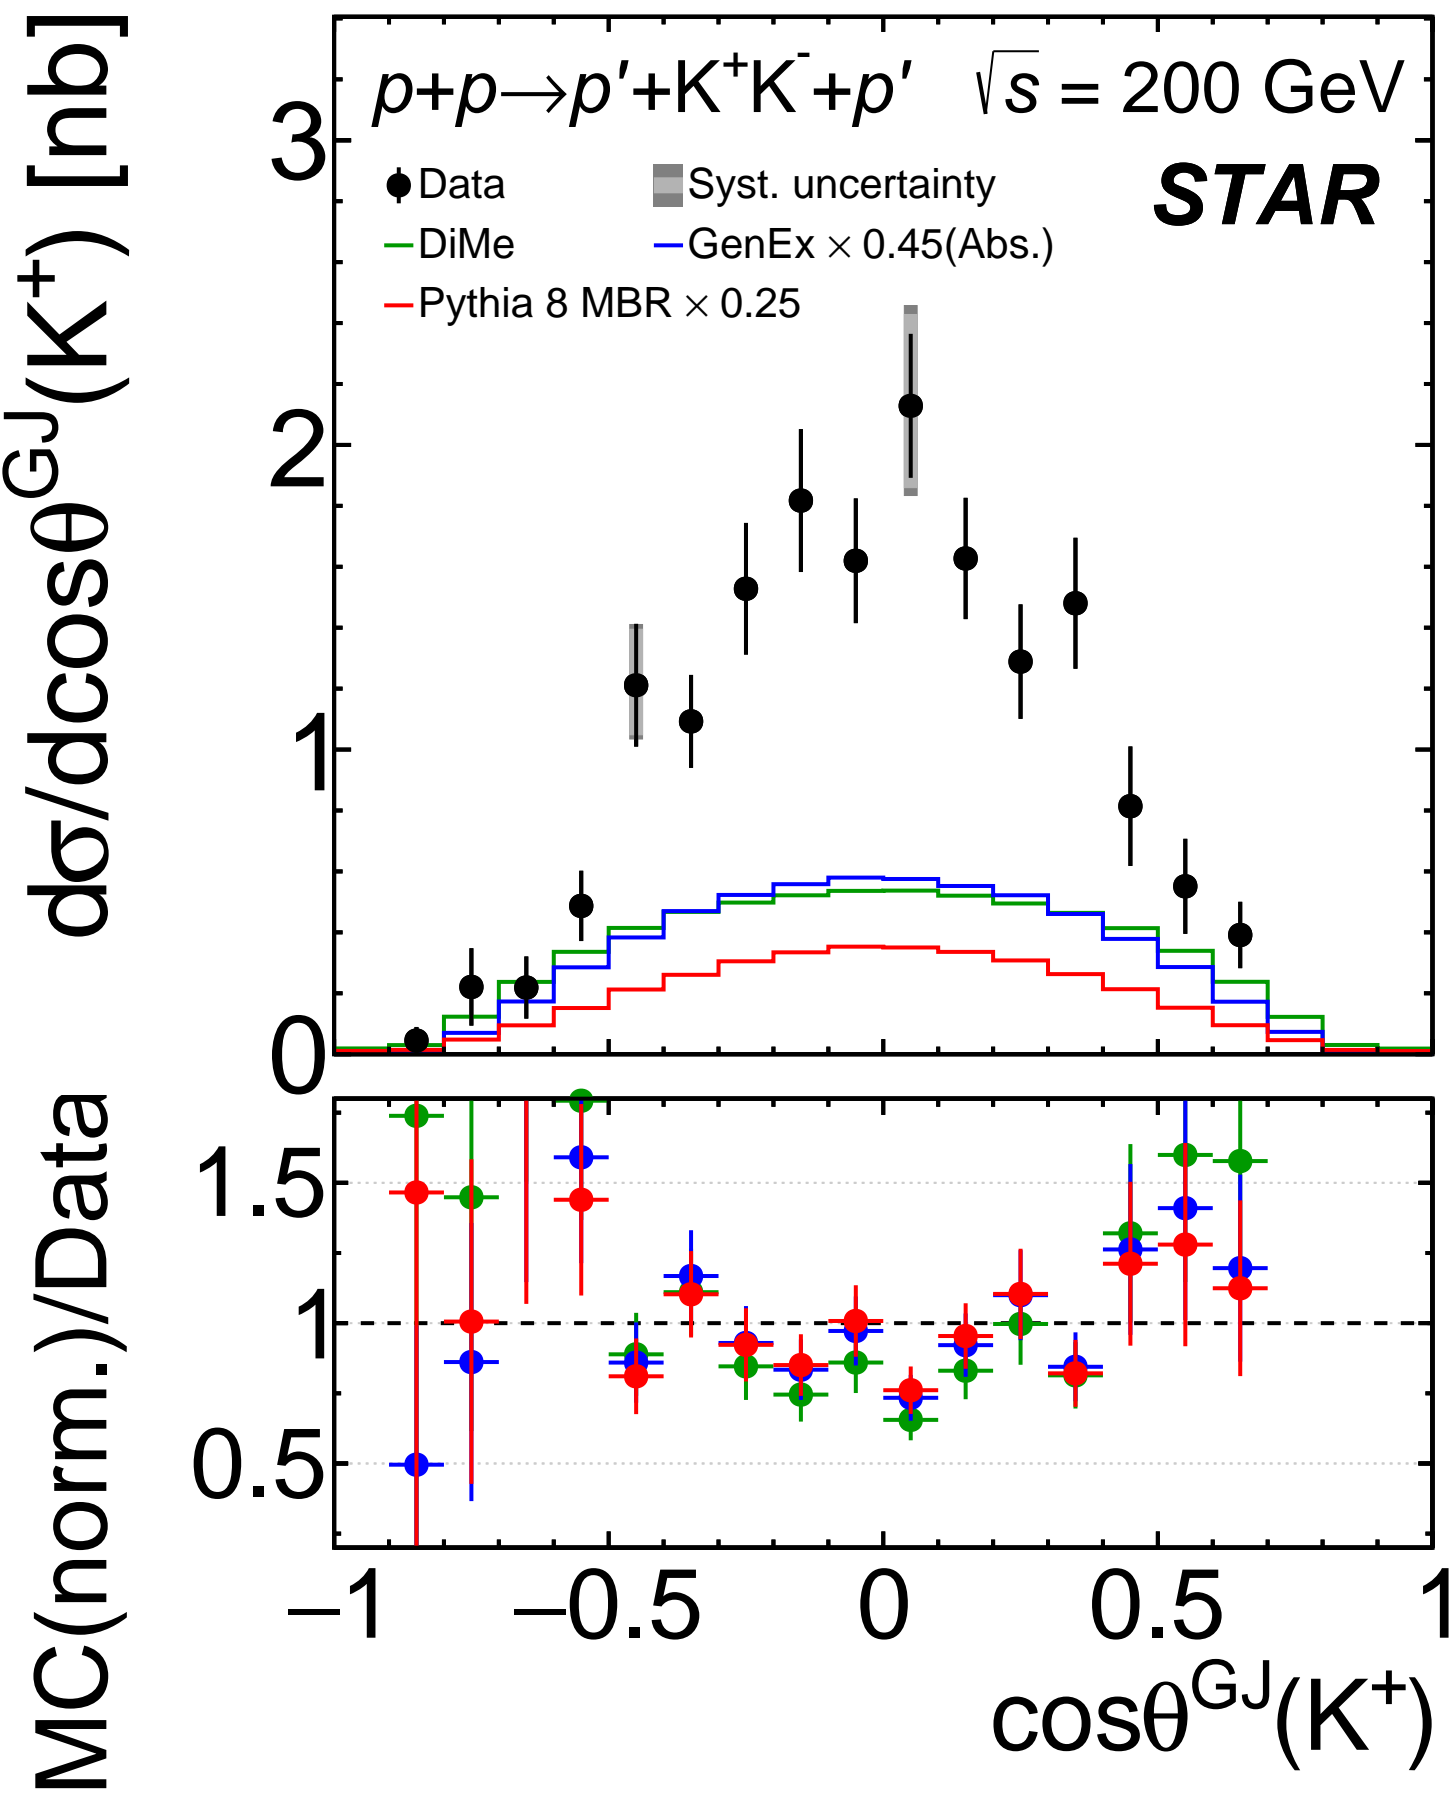 p+p→p′+K⁺K⁻+p′ √s = 200 GeV
Data Syst. uncertainty STAR
DiMe GenEx × 0.45(Abs.)
Pythia 8 MBR × 0.25
dσ/dcosθ^GJ(K⁺) [nb]
3
2
1
0
MC(norm.)/Data
1.5
1
0.5
−1 −0.5 0 0.5 1
cosθ^GJ(K⁺)